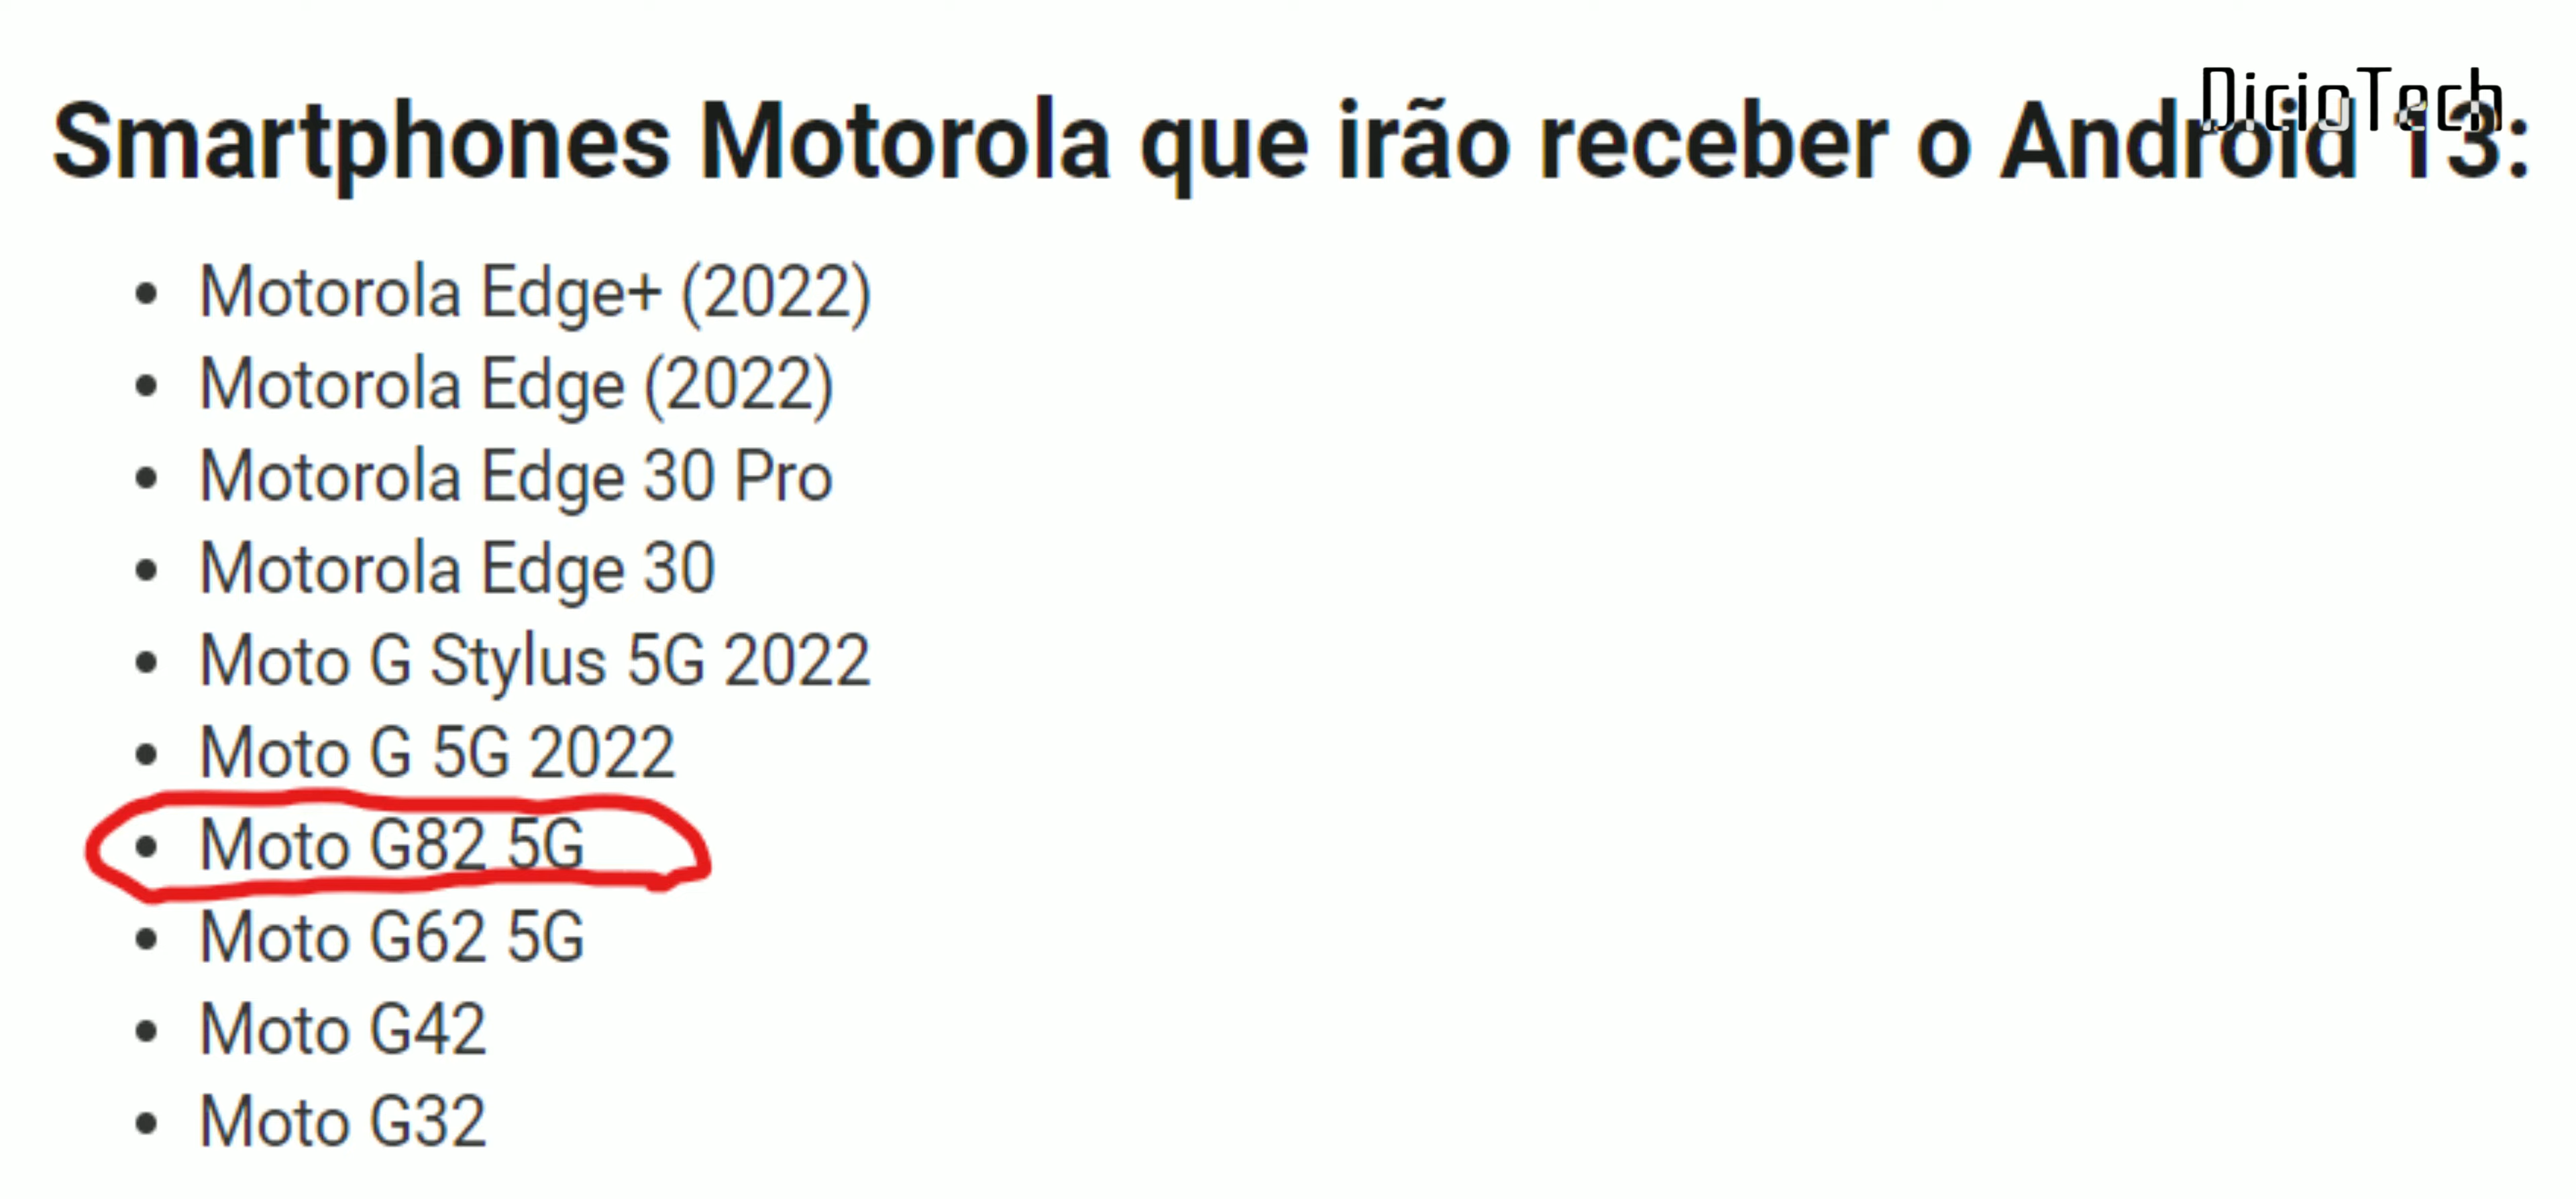 DicioTech
Smartphones Motorola que irão receber o Android 13:
• Motorola Edge+ (2022)
• Motorola Edge (2022)
• Motorola Edge 30 Pro
• Motorola Edge 30
• Moto G Stylus 5G 2022
• Moto G 5G 2022
• Moto G82 5G
• Moto G62 5G
• Moto G42
• Moto G32